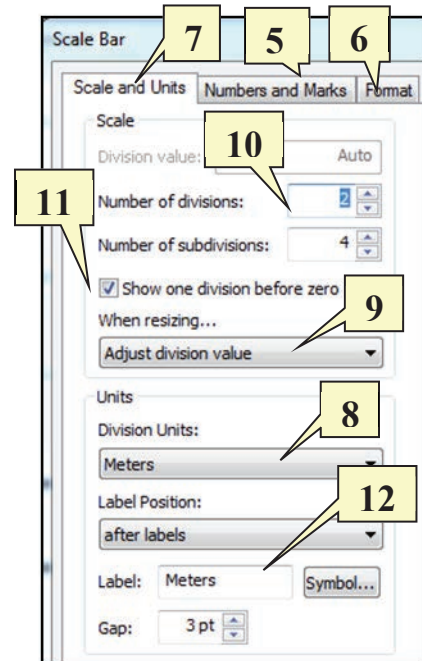 Scale Bar
7
5
6
Scale and Units Numbers and Marks Format
Scale
10
Division value: Auto
11
Number of divisions: 2
Number of subdivisions: 4
Show one division before zero
9
When resizing...
Adjust division value
Units
8
Division Units:
Meters
12
Label Position:
after labels
Label: Meters Symbol...
Gap: 3 pt